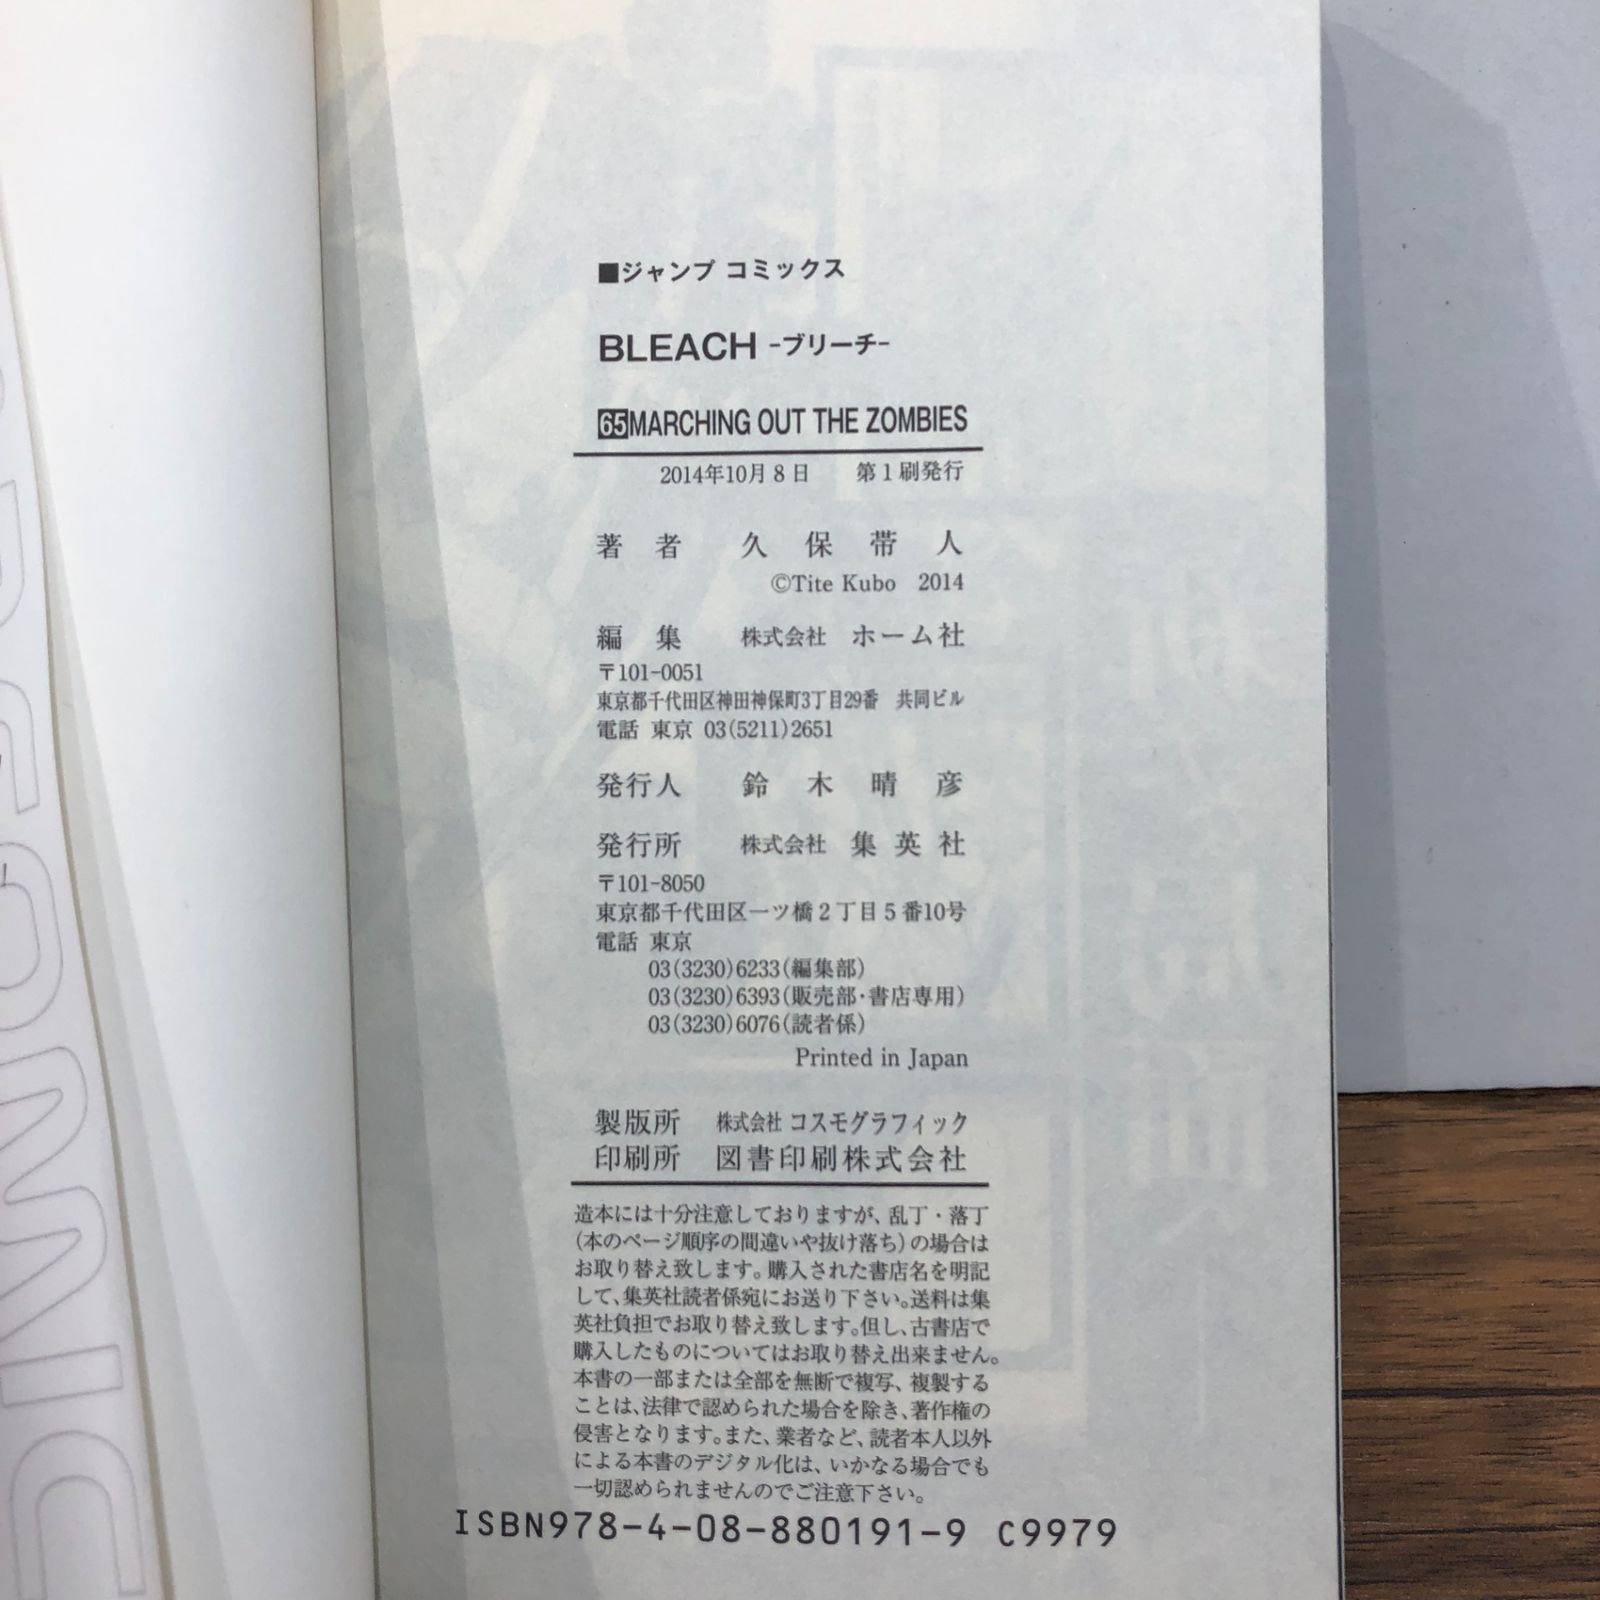 ■ジャンプ コミックス
BLEACH -ブリーチ-
65MARCHING OUT THE ZOMBIES
2014年10月8日 第1刷発行
著者 久保帯人
©Tite Kubo 2014
編集 株式会社 ホーム社
〒101-0051
東京都千代田区神田神保町3丁目29番 共同ビル
電話 東京 03(5211)2651
発行人 鈴木晴彦
発行所 株式会社 集英社
〒101-8050
東京都千代田区一ツ橋2丁目5番10号
電話 東京
03(3230)6233(編集部)
03(3230)6393(販売部・書店専用)
03(3230)6076(読者係)
Printed in Japan
製版所 株式会社 コスモグラフィック
印刷所 図書印刷株式会社
造本には十分注意しておりますが、乱丁・落丁
(本のページ順序の間違いや抜け落ち)の場合は
お取り替え致します。購入された書店名を明記
して、集英社読者係宛にお送り下さい。送料は集
英社負担でお取り替え致します。但し、古書店で
購入したものについてはお取り替え出来ません。
本書の一部または全部を無断で複写、複製する
ことは、法律で認められた場合を除き、著作権の
侵害となります。また、業者など、読者本人以外
による本書のデジタル化は、いかなる場合でも
一切認められませんのでご注意下さい。
ISBN978-4-08-880191-9 C9979